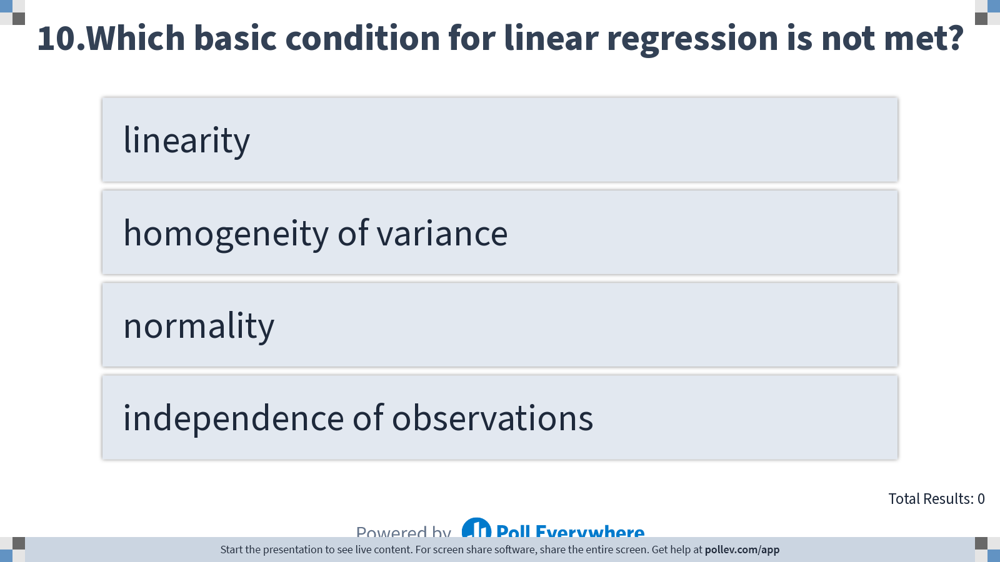 10.Which basic condition for linear regression is not met?
linearity
homogeneity of variance
normality
independence of observations
Total Results: 0
Powered by Poll Everywhere
Start the presentation to see live content. For screen share software, share the entire screen. Get help at pollev.com/app